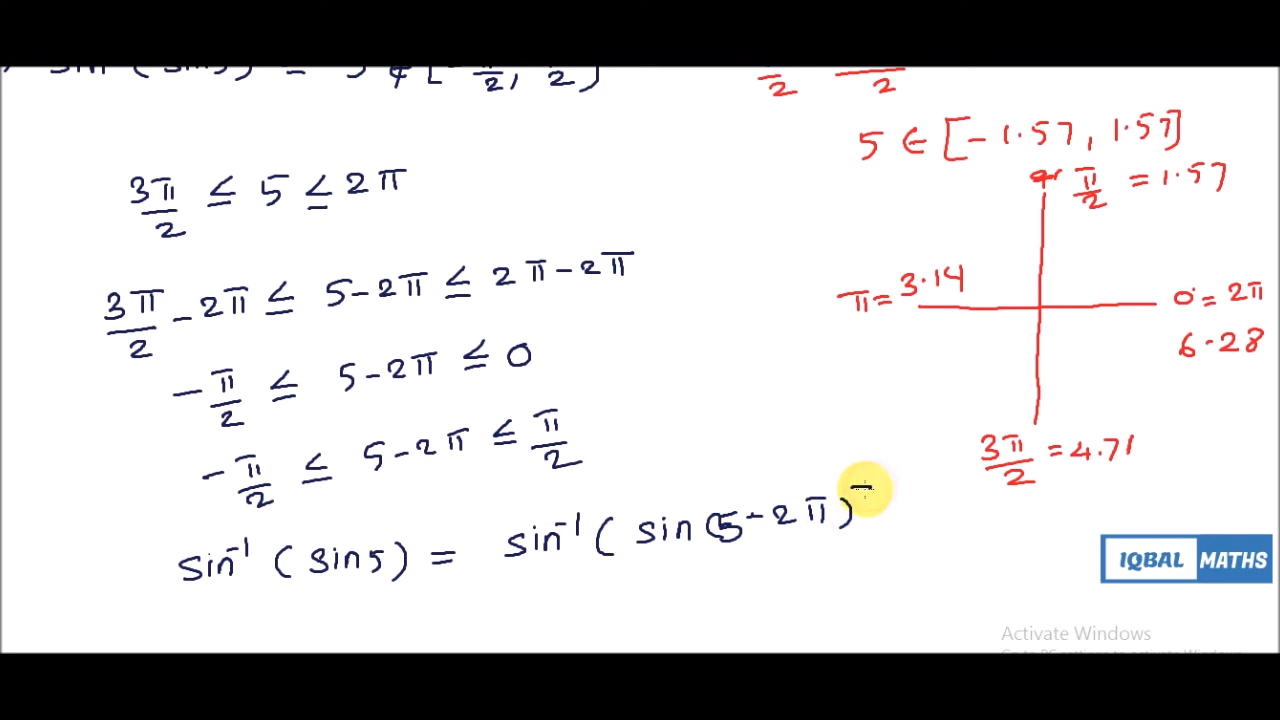 3π/2 ≤ 5 ≤ 2π
3π/2 - 2π ≤ 5 - 2π ≤ 2π - 2π
-π/2 ≤ 5 - 2π ≤ 0
-π/2 ≤ 5 - 2π ≤ π/2
sin⁻¹ ( sin5 ) = sin⁻¹ ( sin (5 - 2π )
5 ∈ [-1.57, 1.57]
π/2 = 1.57
π = 3.14
0 = 2π
6.28
3π/2 = 4.71
IQBAL MATHS
Activate Windows